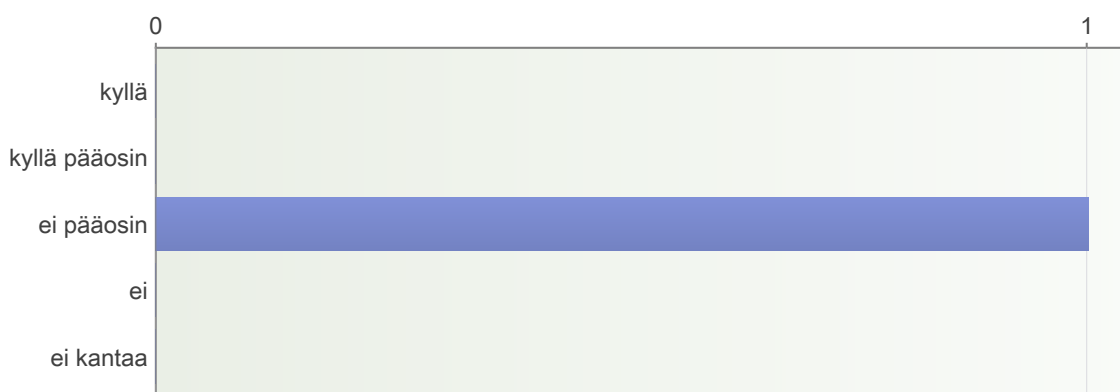 0 1
kyllä
kyllä pääosin
ei pääosin
ei
ei kantaa